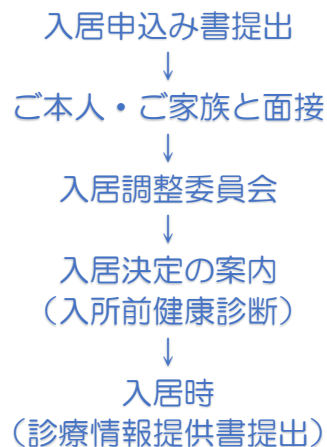 入居申込み書提出
↓
ご本人・ご家族と面接
↓
入居調整委員会
↓
入居決定の案内
（入所前健康診断）
↓
入居時
（診療情報提供書提出）